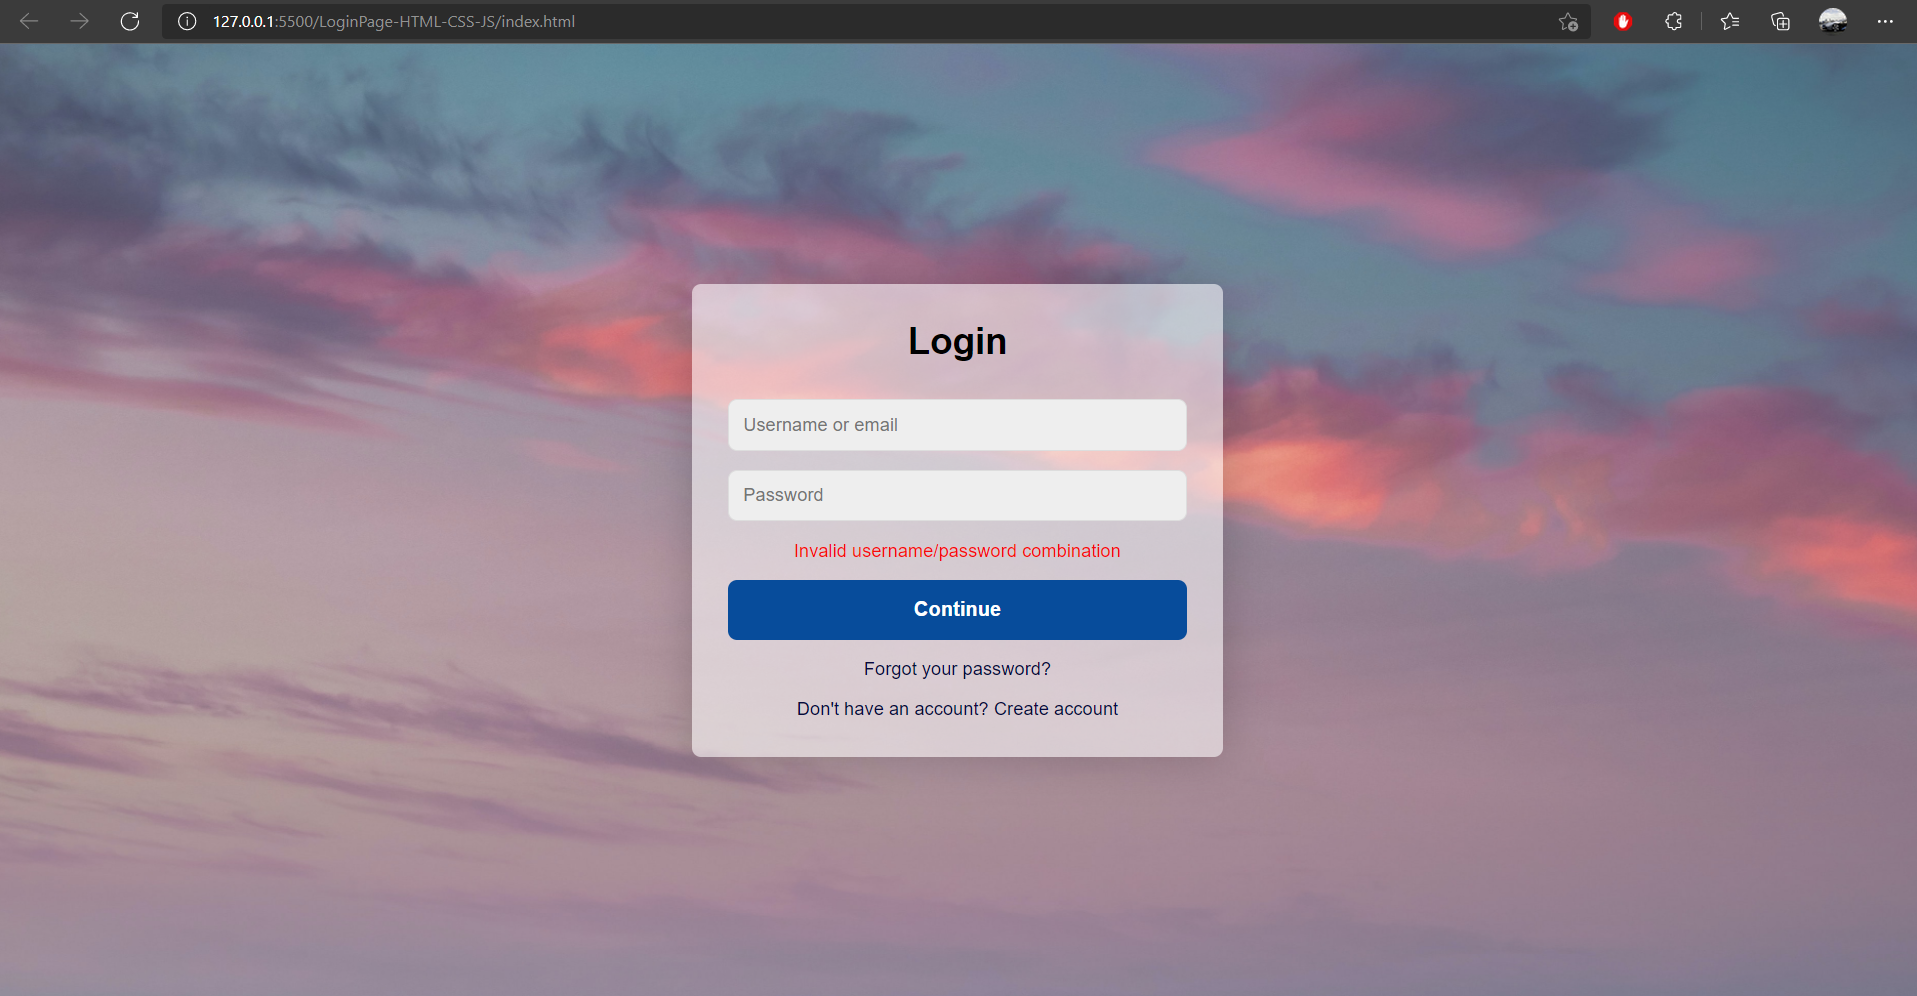 127.0.0.1:5500/LoginPage-HTML-CSS-JS/index.html
Login
Username or email
Password
Invalid username/password combination
Continue
Forgot your password?
Don't have an account? Create account